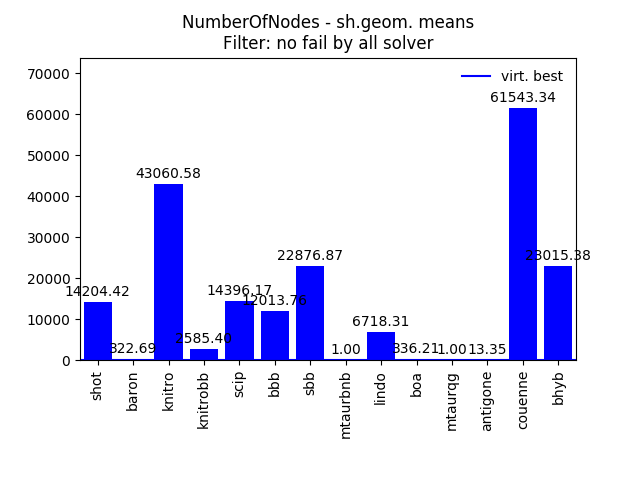 NumberOfNodes - sh.geom. means
Filter: no fail by all solver
virt. best
70000
60000
50000
40000
30000
20000
10000
0
14204.42
322.69
43060.58
2585.40
14396.17
12013.76
22876.87
1.00
6718.31
336.21
1.00
13.35
61543.34
23015.38
shot
baron
knitro
knitrobb
scip
bbb
sbb
mtaurbnb
lindo
boa
mtaurqg
antigone
couenne
bhyb